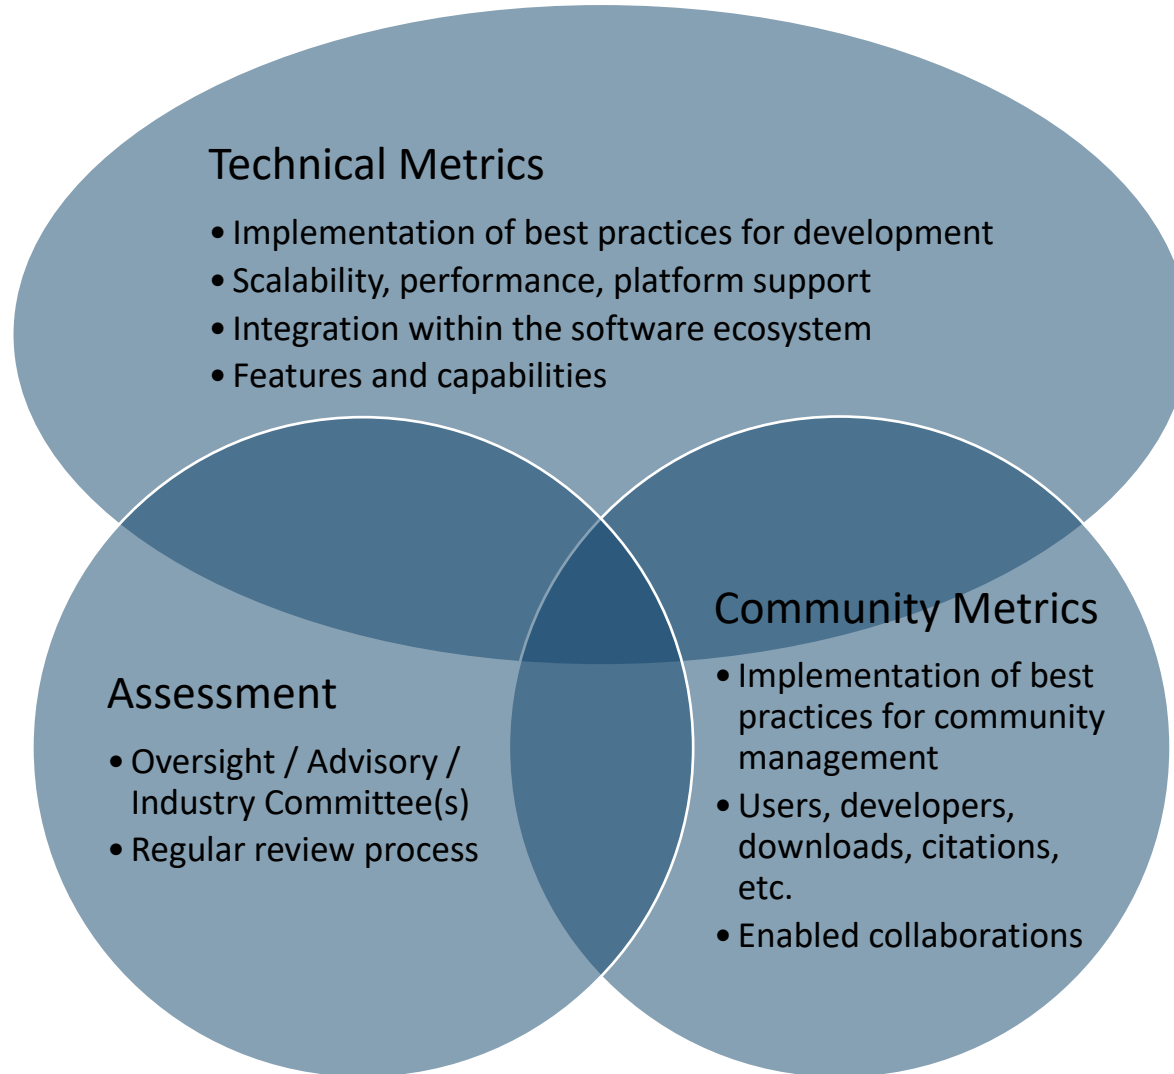 Technical Metrics
• Implementation of best practices for development
• Scalability, performance, platform support
• Integration within the software ecosystem
• Features and capabilities
Assessment
• Oversight / Advisory /
Industry Committee(s)
• Regular review process
Community Metrics
• Implementation of best
practices for community
management
• Users, developers,
downloads, citations,
etc.
• Enabled collaborations